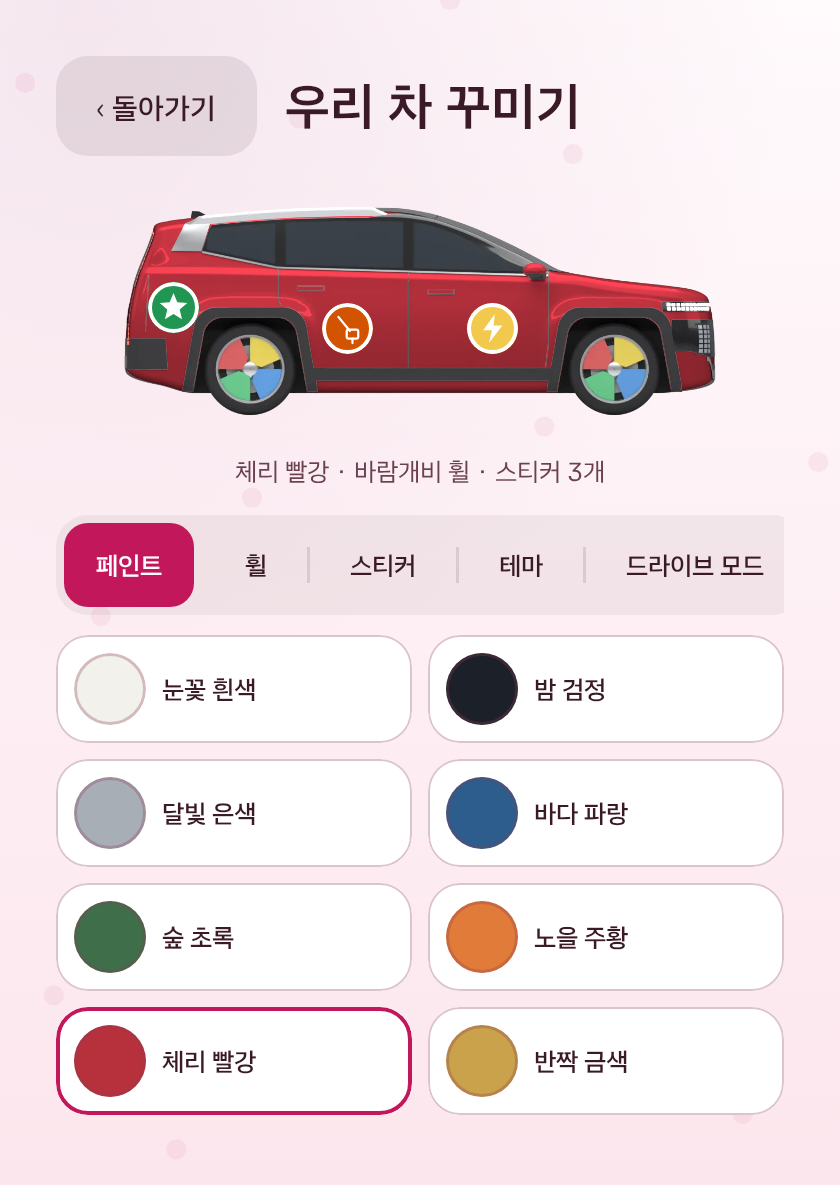 ‹ 돌아가기
우리 차 꾸미기
체리 빨강 · 바람개비 휠 · 스티커 3개
페인트 휠 스티커 테마 드라이브 모드
눈꽃 흰색
밤 검정
달빛 은색
바다 파랑
숲 초록
노을 주황
체리 빨강
반짝 금색